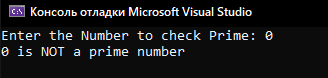 Консоль отладки Microsoft Visual Studio
Enter the Number to check Prime: 0
0 is NOT a prime number